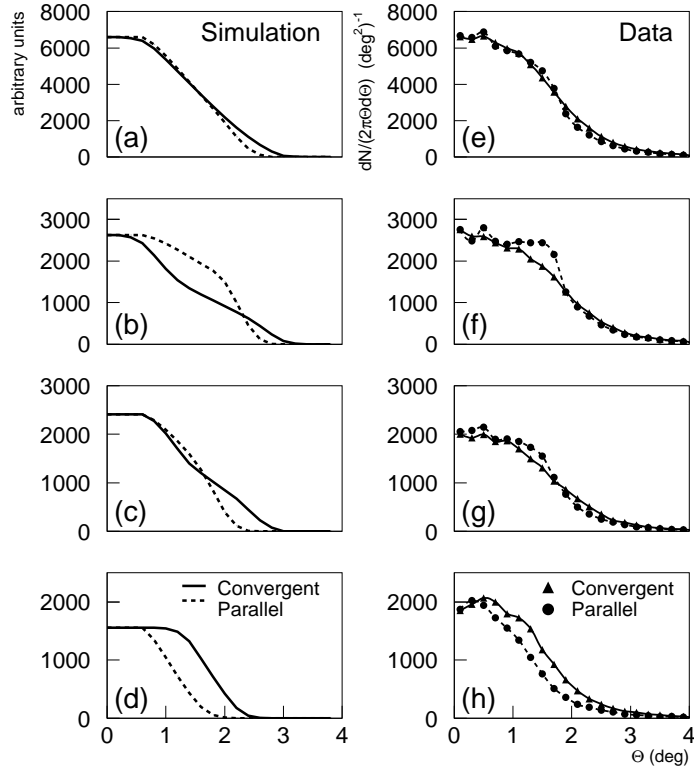 arbitrary units
8000
6000
4000
2000
0
Simulation
(a)
dN/(2πΘdΘ) (deg²)⁻¹
8000
6000
4000
2000
0
Data
(e)
3000
2000
1000
0
(b)
3000
2000
1000
0
(f)
3000
2000
1000
0
(c)
3000
2000
1000
0
(g)
2000
1000
0
Convergent
Parallel
(d)
0 1 2 3 4
2000
1000
0
Convergent
Parallel
(h)
0 1 2 3 4
Θ (deg)